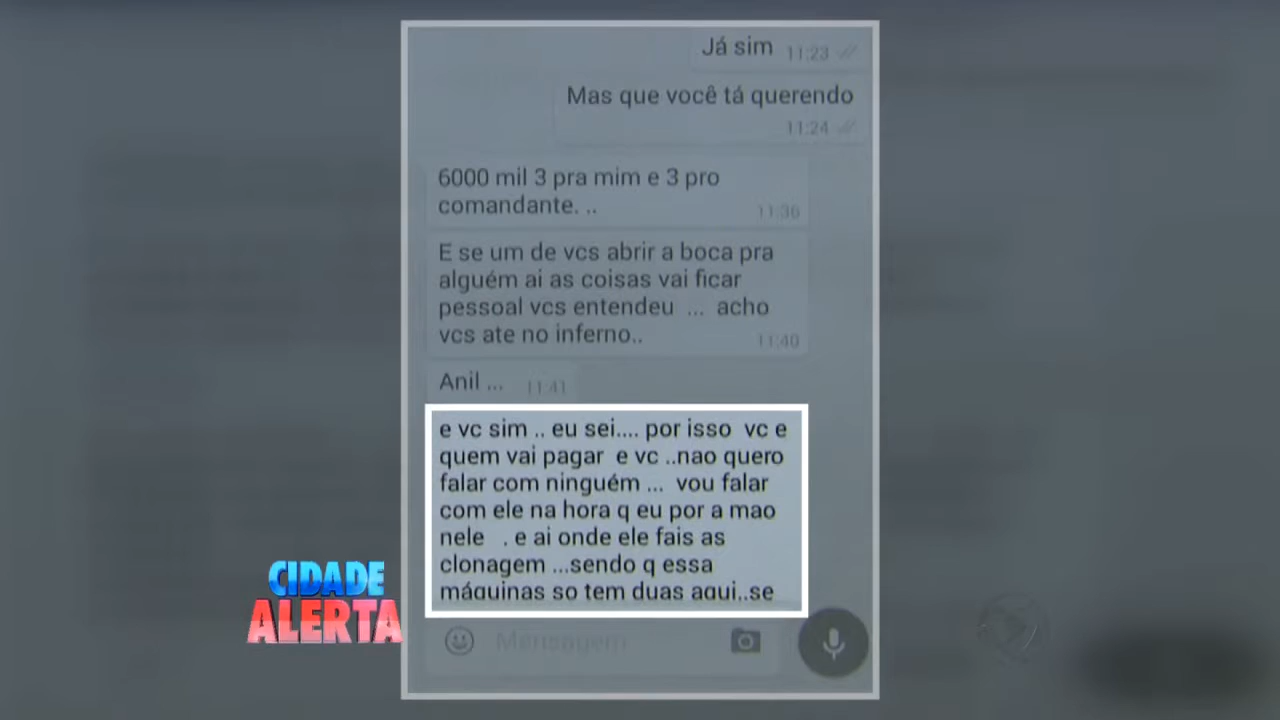 Já sim 11:23
Mas que você tá querendo
11:24
6000 mil 3 pra mim e 3 pro
comandante. .. 11:36
E se um de vcs abrir a boca pra
alguém ai as coisas vai ficar
pessoal vcs entendeu ... acho
vcs ate no inferno.. 11:40
Anil ... 11:41
e vc sim .. eu sei.... por isso vc e
quem vai pagar e vc ..nao quero
falar com ninguém ... vou falar
com ele na hora q eu por a mao
nele . e ai onde ele fais as
clonagem ...sendo q essa
máquinas so tem duas aqui..se
Mensagem
CIDADE
ALERTA